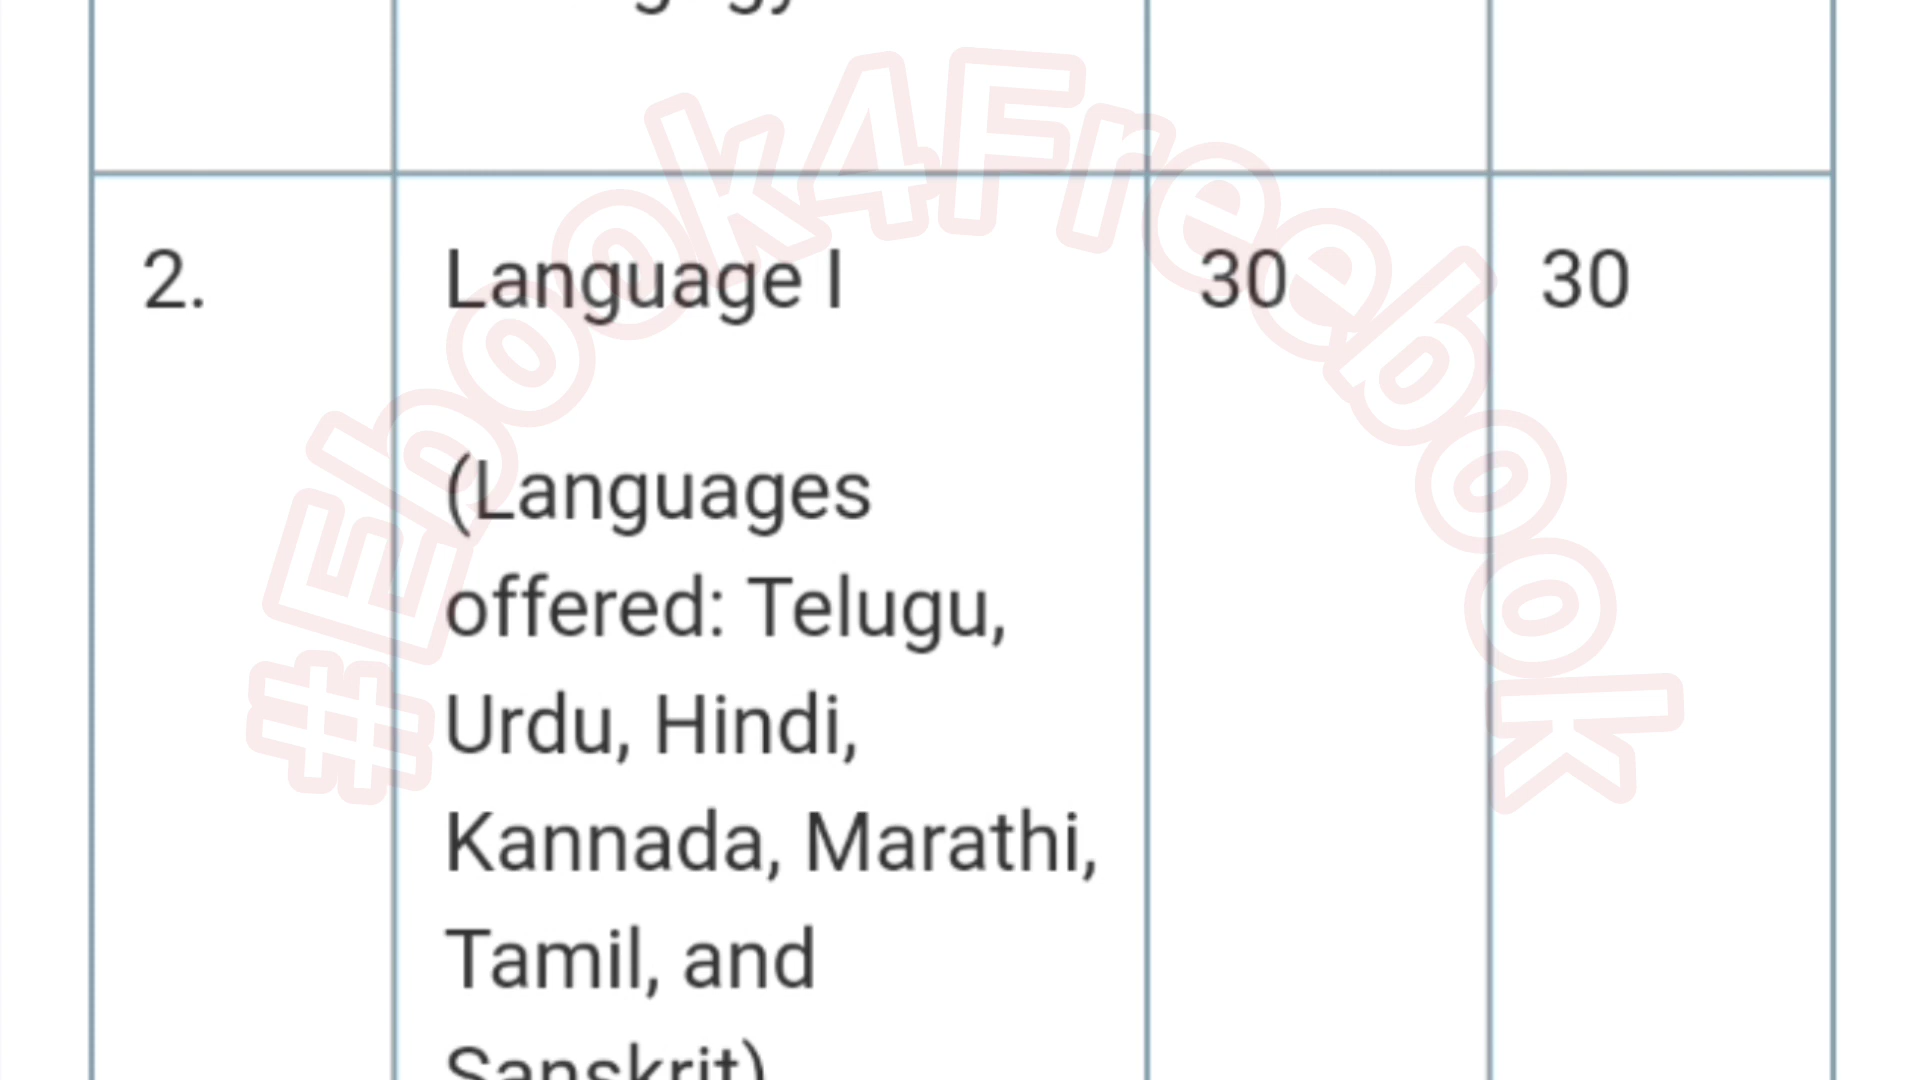 2.
Language I
30
30
(Languages
offered: Telugu,
Urdu, Hindi,
Kannada, Marathi,
Tamil, and
Sanskrit)
#Ebook4Freebook